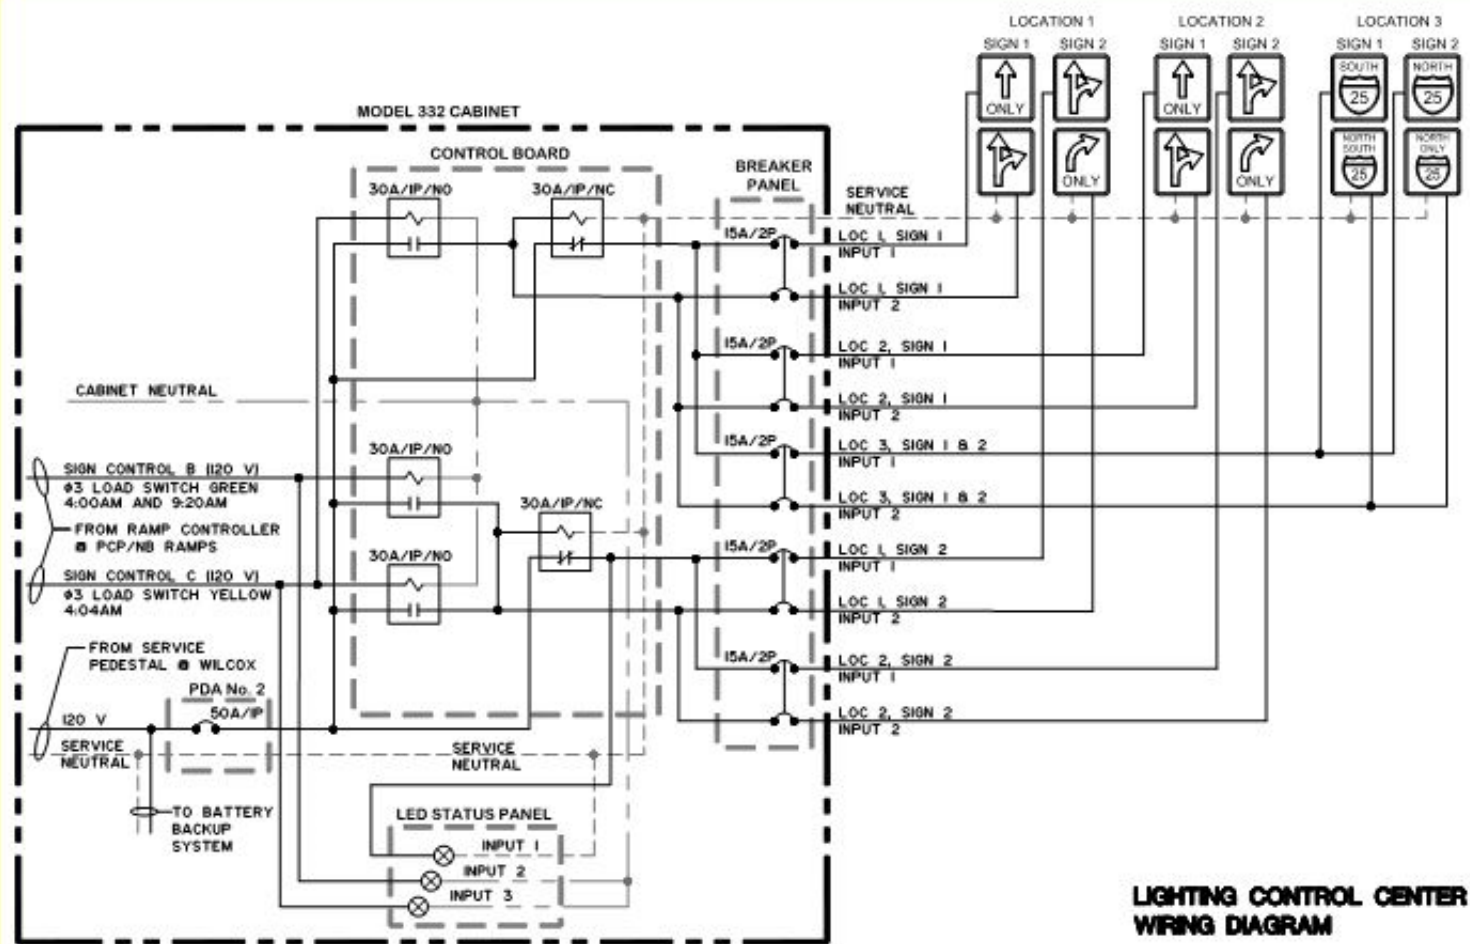 LOCATION 1
LOCATION 2
LOCATION 3
SIGN 1
SIGN 2
SIGN 1
SIGN 2
SIGN 1
SIGN 2
ONLY
ONLY
SOUTH
25
NORTH
25
ONLY
ONLY
NORTH
SOUTH
25
NORTH
ONLY
25
MODEL 332 CABINET
CONTROL BOARD
BREAKER
PANEL
30A/1P/NO
30A/1P/NC
SERVICE
NEUTRAL
15A/2P
LOC 1, SIGN 1
INPUT 1
LOC 1, SIGN 1
INPUT 2
15A/2P
LOC 2, SIGN 1
INPUT 1
CABINET NEUTRAL
LOC 2, SIGN 1
INPUT 2
30A/1P/NO
15A/2P
LOC 3, SIGN 1 & 2
INPUT 1
SIGN CONTROL B (120 V)
Ø3 LOAD SWITCH GREEN
4:00AM AND 9:20AM
30A/1P/NC
LOC 3, SIGN 1 & 2
INPUT 2
FROM RAMP CONTROLLER
@ PCP/NB RAMPS
30A/1P/NO
15A/2P
LOC 1, SIGN 2
INPUT 1
SIGN CONTROL C (120 V)
Ø3 LOAD SWITCH YELLOW
4:04AM
LOC 1, SIGN 2
INPUT 2
FROM SERVICE
PEDESTAL @ WILCOX
15A/2P
LOC 2, SIGN 2
INPUT 1
PDA No. 2
50A/1P
120 V
LOC 2, SIGN 2
INPUT 2
SERVICE
NEUTRAL
SERVICE
NEUTRAL
TO BATTERY
BACKUP
SYSTEM
LED STATUS PANEL
INPUT 1
INPUT 2
INPUT 3
LIGHTING CONTROL CENTER
WIRING DIAGRAM